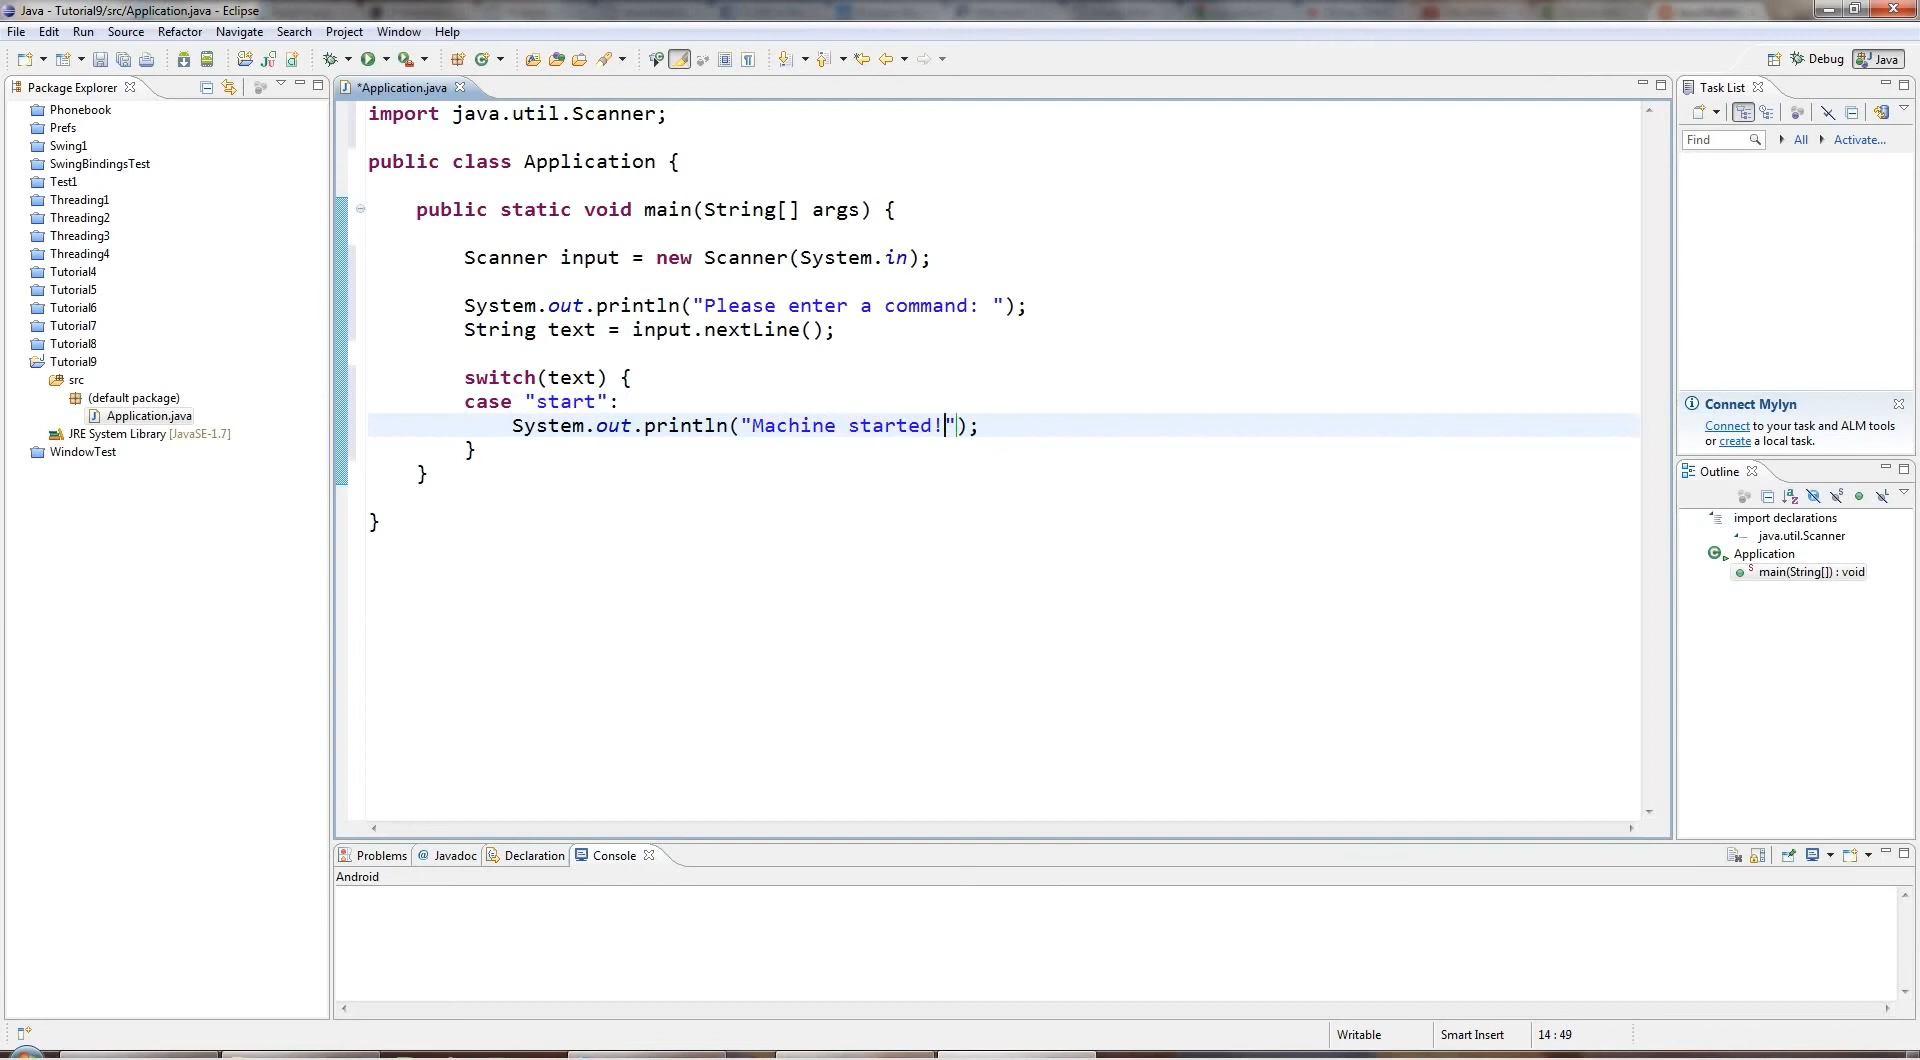 Java - Tutorial9/src/Application.java - Eclipse
File Edit Run Source Refactor Navigate Search Project Window Help
Debug Java
Package Explorer
Phonebook
Prefs
Swing1
SwingBindingsTest
Test1
Threading1
Threading2
Threading3
Threading4
Tutorial4
Tutorial5
Tutorial6
Tutorial7
Tutorial8
Tutorial9
src
(default package)
Application.java
JRE System Library [JavaSE-1.7]
WindowTest
*Application.java
import java.util.Scanner;
public class Application {
public static void main(String[] args) {
Scanner input = new Scanner(System.in);
System.out.println("Please enter a command: ");
String text = input.nextLine();
switch(text) {
case "start":
System.out.println("Machine started!");
}
}
}
Task List
Find All Activate...
Connect Mylyn
Connect to your task and ALM tools
or create a local task.
Outline
import declarations
java.util.Scanner
Application
main(String[]) : void
Problems Javadoc Declaration Console
Android
Writable Smart Insert 14 : 49